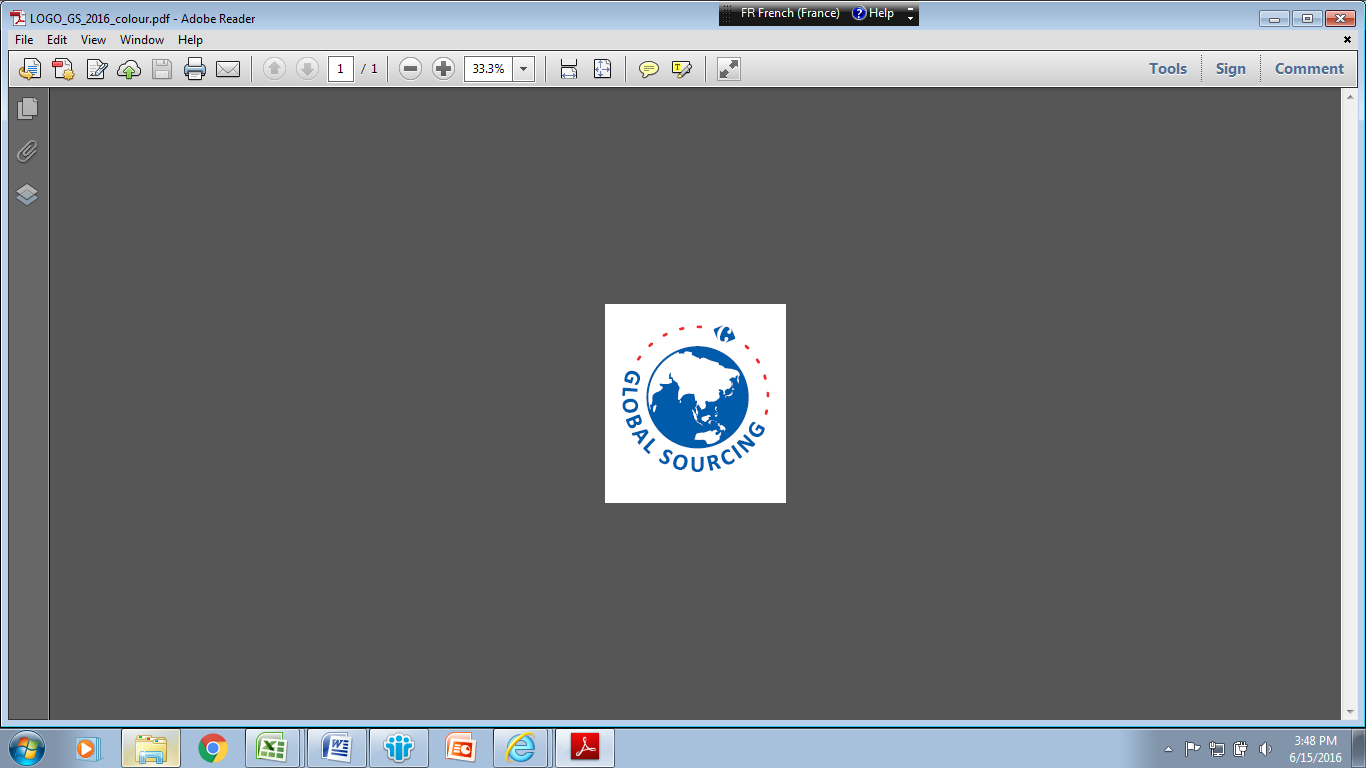 LOGO_GS_2016_colour.pdf - Adobe Reader
FR French (France) ? Help
File Edit View Window Help
1 / 1 33.3% T Tools Sign Comment
GLOBAL SOURCING
3:48 PM
6/15/2016